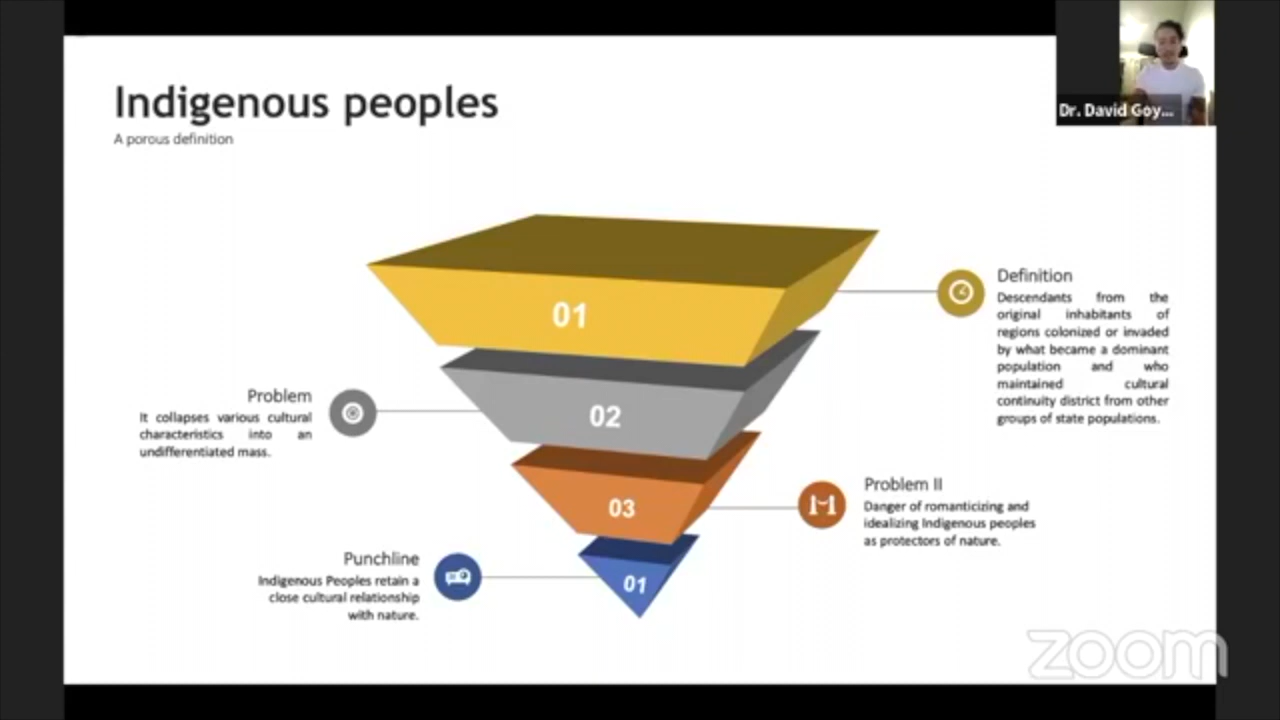 Indigenous peoples
A porous definition
Dr. David Goy...
01
Definition
Descendants from the
original inhabitants of
regions colonized or invaded
by what became a dominant
population and who
maintained cultural
continuity district from other
groups of state populations.
02
Problem
It collapses various cultural
characteristics into an
undifferentiated mass.
03
Problem II
Danger of romanticizing and
idealizing Indigenous peoples
as protectors of nature.
Punchline
Indigenous Peoples retain a
close cultural relationship
with nature.
01
zoom